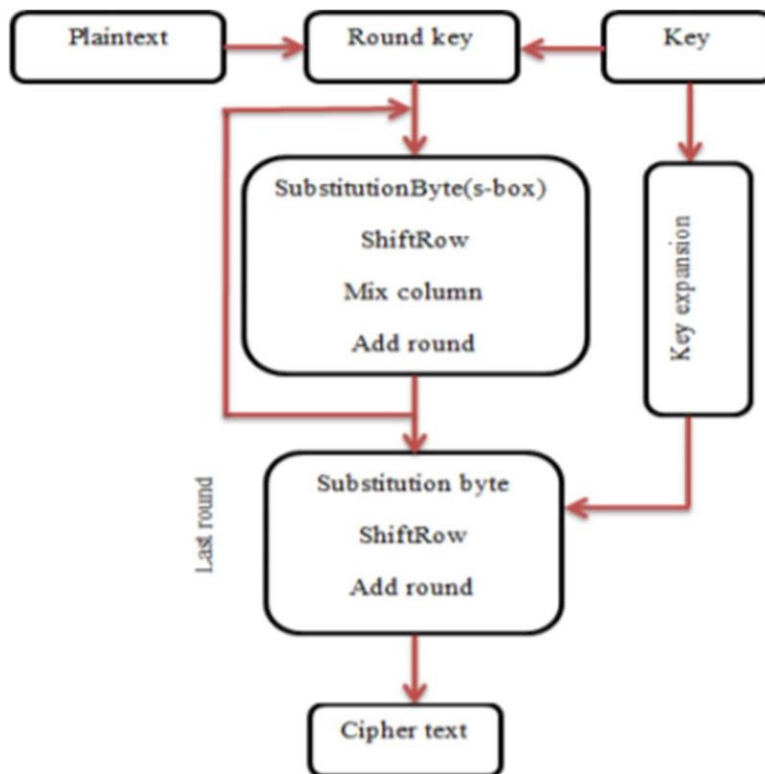 Plaintext
Round key
Key
SubstitutionByte(s-box)
ShiftRow
Mix column
Add round
Key expansion
Last round
Substitution byte
ShiftRow
Add round
Cipher text